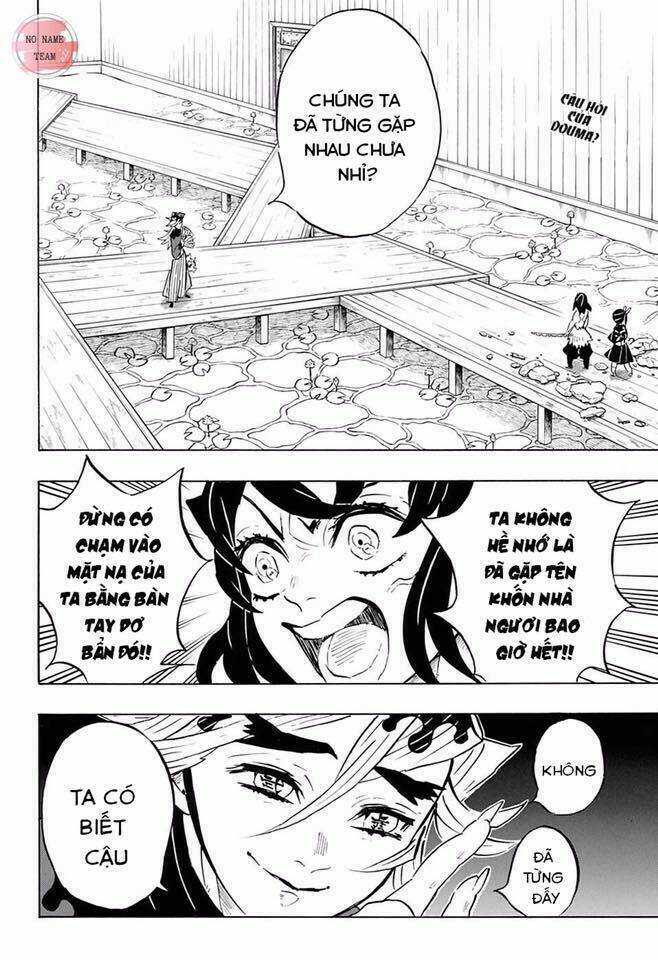 NO NAME
TEAM
CHÚNG TA
ĐÃ TỪNG GẶP
NHAU CHƯA
NHỈ?
CÂU HỎI
CỦA
DOUMA?
TA KHÔNG
HỀ NHỚ LÀ
ĐÃ GẶP TÊN
KHỐN NHÀ
NGƯƠI BAO
GIỜ HẾT!!
ĐỪNG CÓ
CHẠM VÀO
MẶT NẠ CỦA
TA BẰNG BÀN
TAY DƠ
BẨN ĐÓ!!
KHÔNG
ĐÃ
TỪNG
ĐẤY
TA CÓ
BIẾT
CẬU